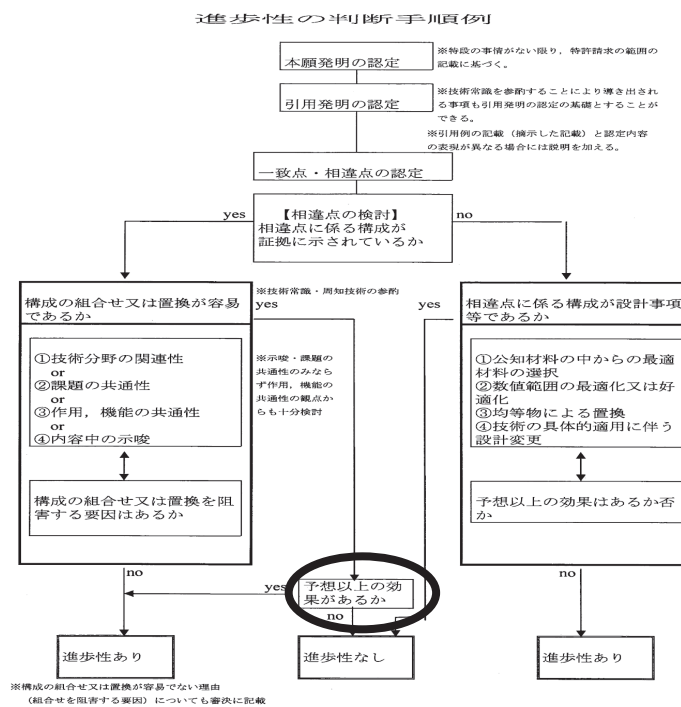 進歩性の判断手順例
本願発明の認定
※特段の事情がない限り，特許請求の範囲の
記載に基づく。
引用発明の認定
※技術常識を参酌することにより導き出され
る事項も引用発明の認定の基礎とすることが
できる。
※引用例の記載（摘示した記載）と認定内容
の表現が異なる場合には説明を加える。
一致点・相違点の認定
yes
【相違点の検討】
相違点に係る構成が
証拠に示されているか
no
構成の組合せ又は置換が容易
であるか
※技術常識・周知技術の参酌
yes
yes
相違点に係る構成が設計事項
等であるか
①技術分野の関連性
or
②課題の共通性
or
③作用，機能の共通性
or
④内容中の示唆
※示唆・課題の
共通性のみなら
ず作用，機能の
共通性の観点か
らも十分検討
①公知材料の中からの最適
材料の選択
②数値範囲の最適化又は好
適化
③均等物による置換
④技術の具体的適用に伴う
設計変更
構成の組合せ又は置換を阻
害する要因はあるか
予想以上の効果はあるか否
か
no
yes
予想以上の効
果があるか
no
no
進歩性あり
進歩性なし
進歩性あり
※構成の組合せ又は置換が容易でない理由
（組合せを阻害する要因）についても審決に記載